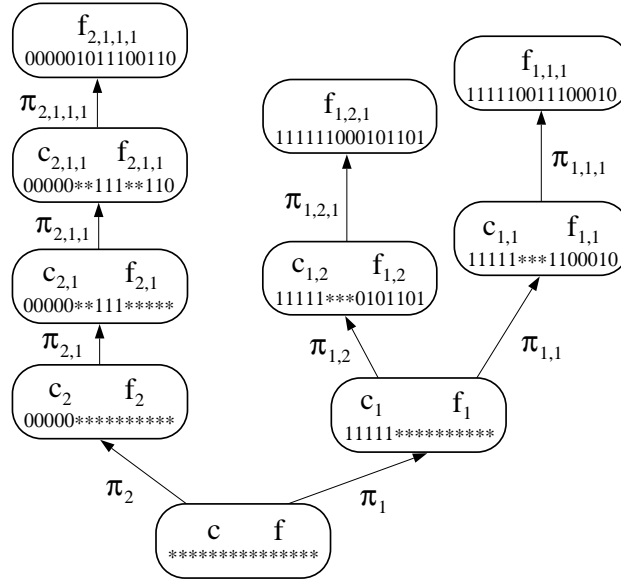 f2,1,1,1
000001011100110
π2,1,1,1
c2,1,1 f2,1,1
00000**111**110
π2,1,1
c2,1 f2,1
00000**111*****
π2,1
c2 f2
00000**********
π2
f1,2,1
111111000101101
π1,2,1
c1,2 f1,2
11111***0101101
π1,2
f1,1,1
111110011100010
π1,1,1
c1,1 f1,1
11111***1100010
π1,1
c1 f1
11111**********
π1
c f
***************